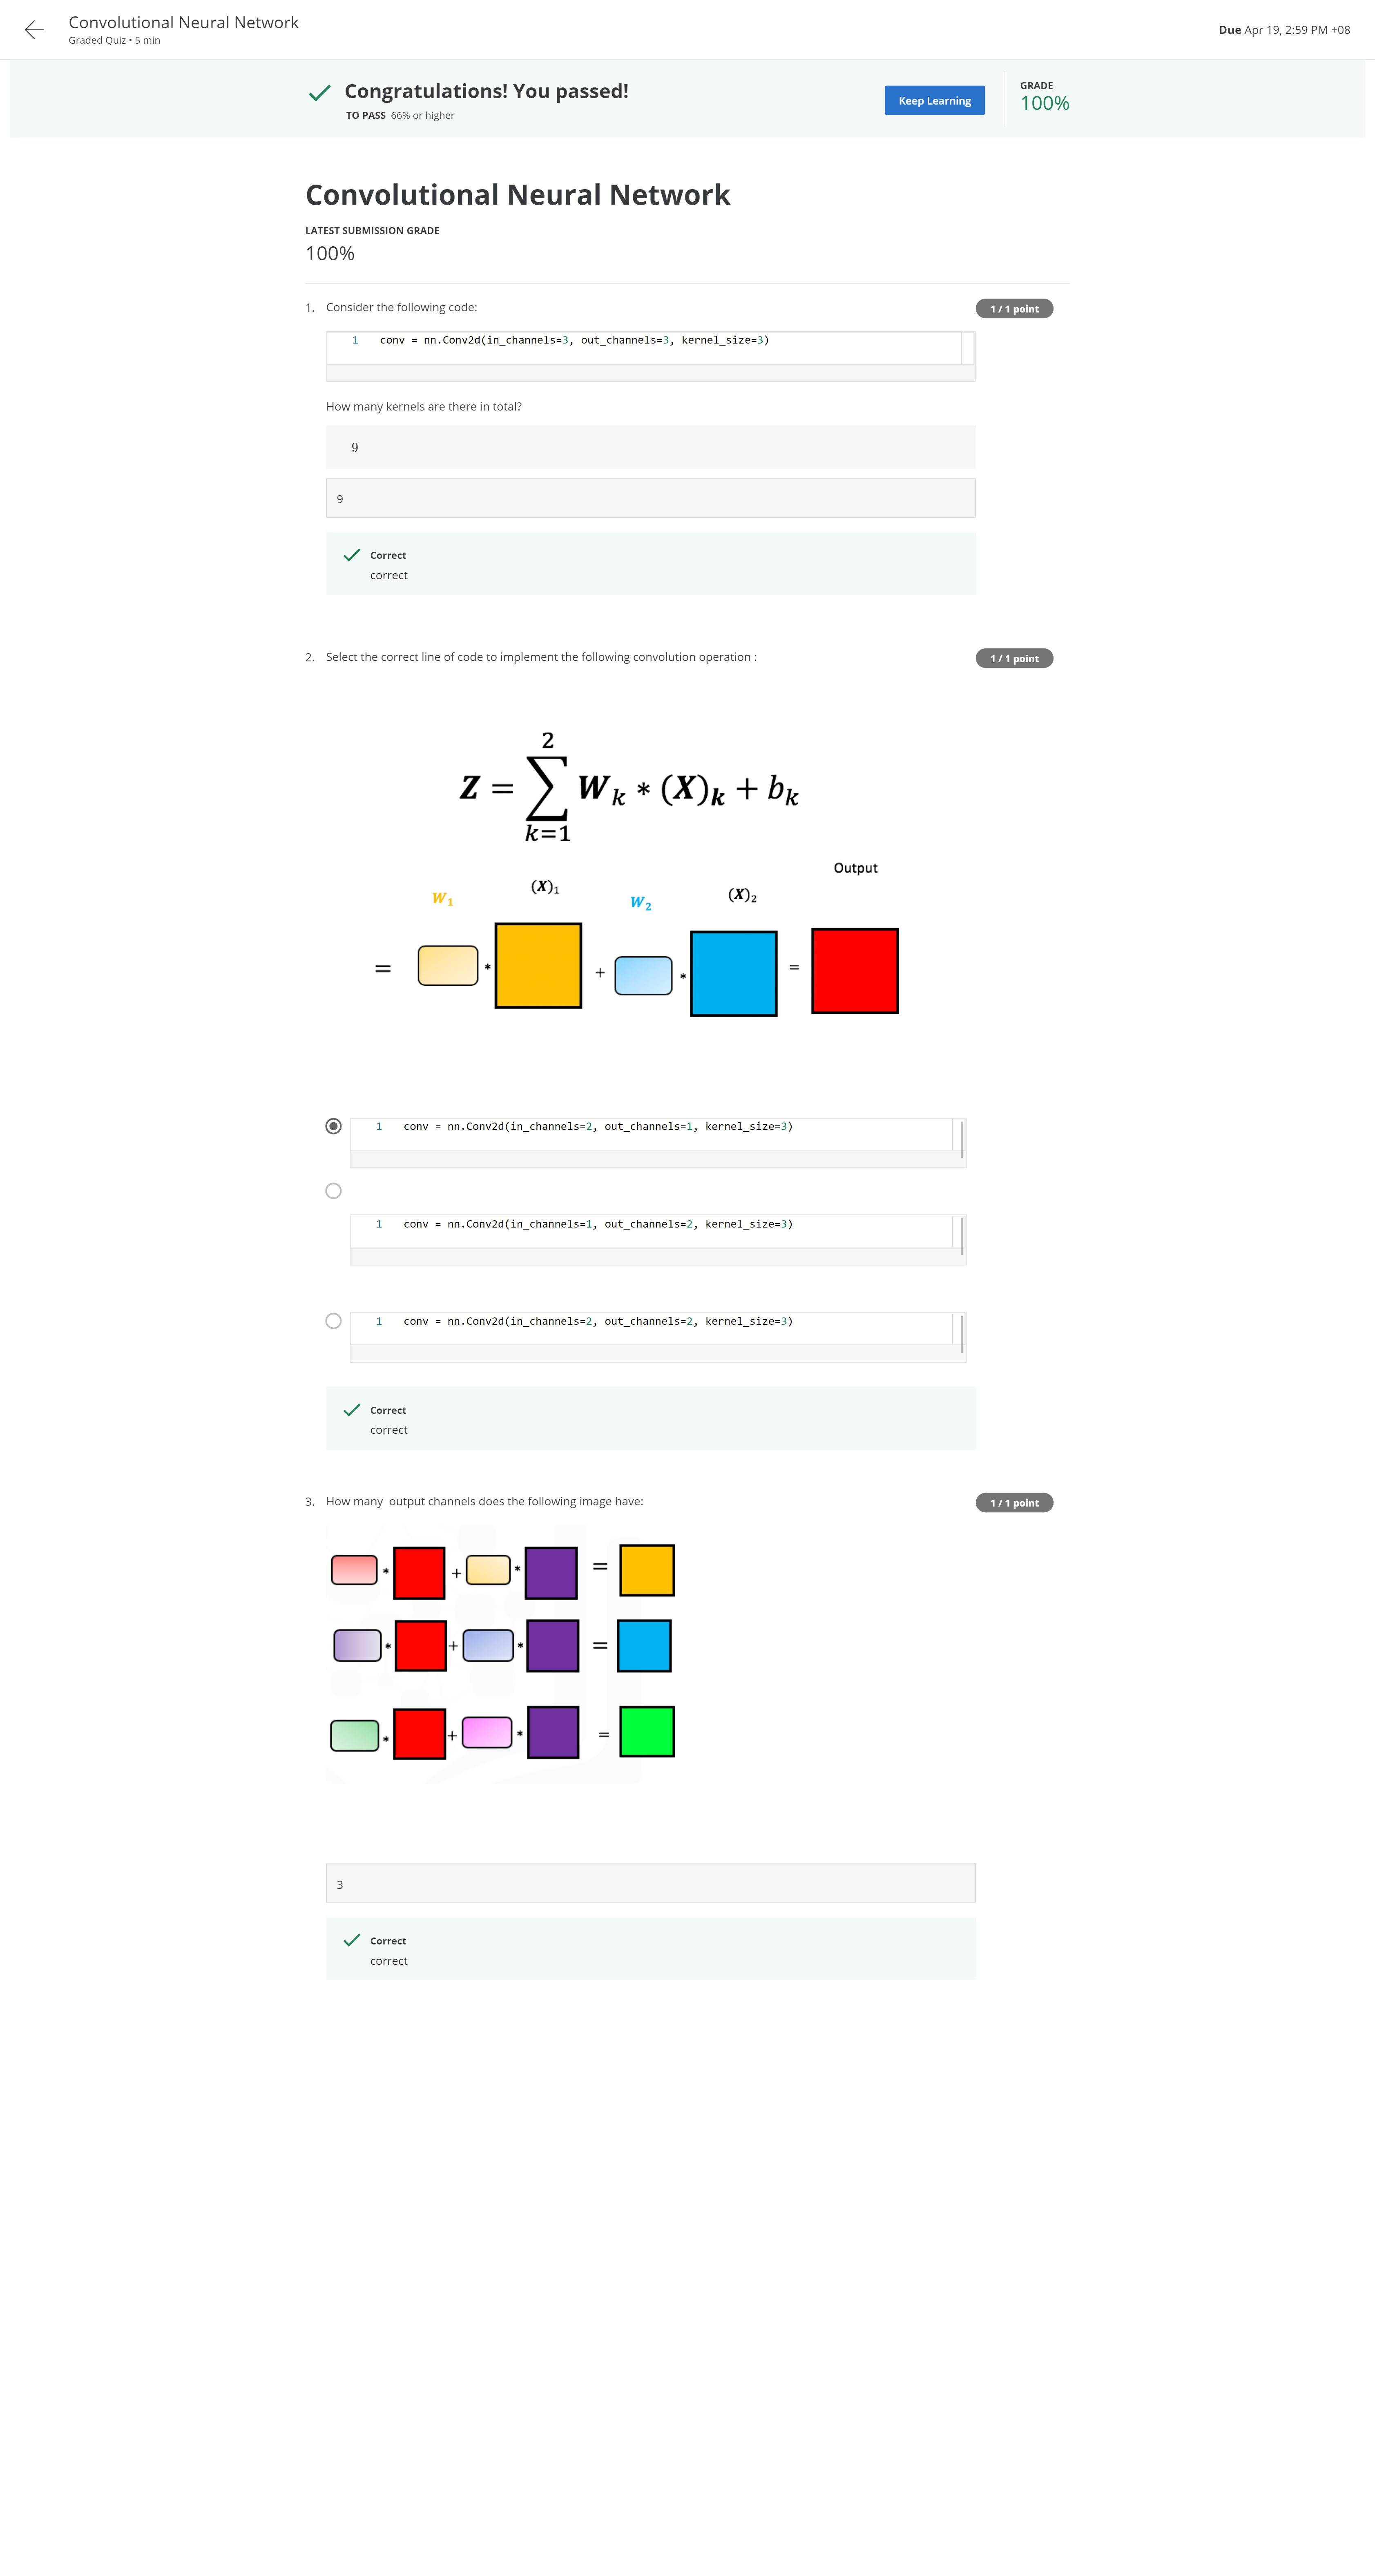 Convolutional Neural Network
Graded Quiz • 5 min
Due Apr 19, 2:59 PM +08
Congratulations! You passed!
TO PASS 66% or higher
Keep Learning
GRADE
100%
Convolutional Neural Network
LATEST SUBMISSION GRADE
100%
1. Consider the following code:
1 / 1 point
1 conv = nn.Conv2d(in_channels=3, out_channels=3, kernel_size=3)
How many kernels are there in total?
9
9
Correct
correct
2. Select the correct line of code to implement the following convolution operation :
1 / 1 point
2
Z = ∑ W_k * (X)_k + b_k
k=1
Output
W₁ (X)₁ W₂ (X)₂
= * + * =
1 conv = nn.Conv2d(in_channels=2, out_channels=1, kernel_size=3)
1 conv = nn.Conv2d(in_channels=1, out_channels=2, kernel_size=3)
1 conv = nn.Conv2d(in_channels=2, out_channels=2, kernel_size=3)
Correct
correct
3. How many output channels does the following image have:
1 / 1 point
* + * =
* + * =
* + * =
3
Correct
correct